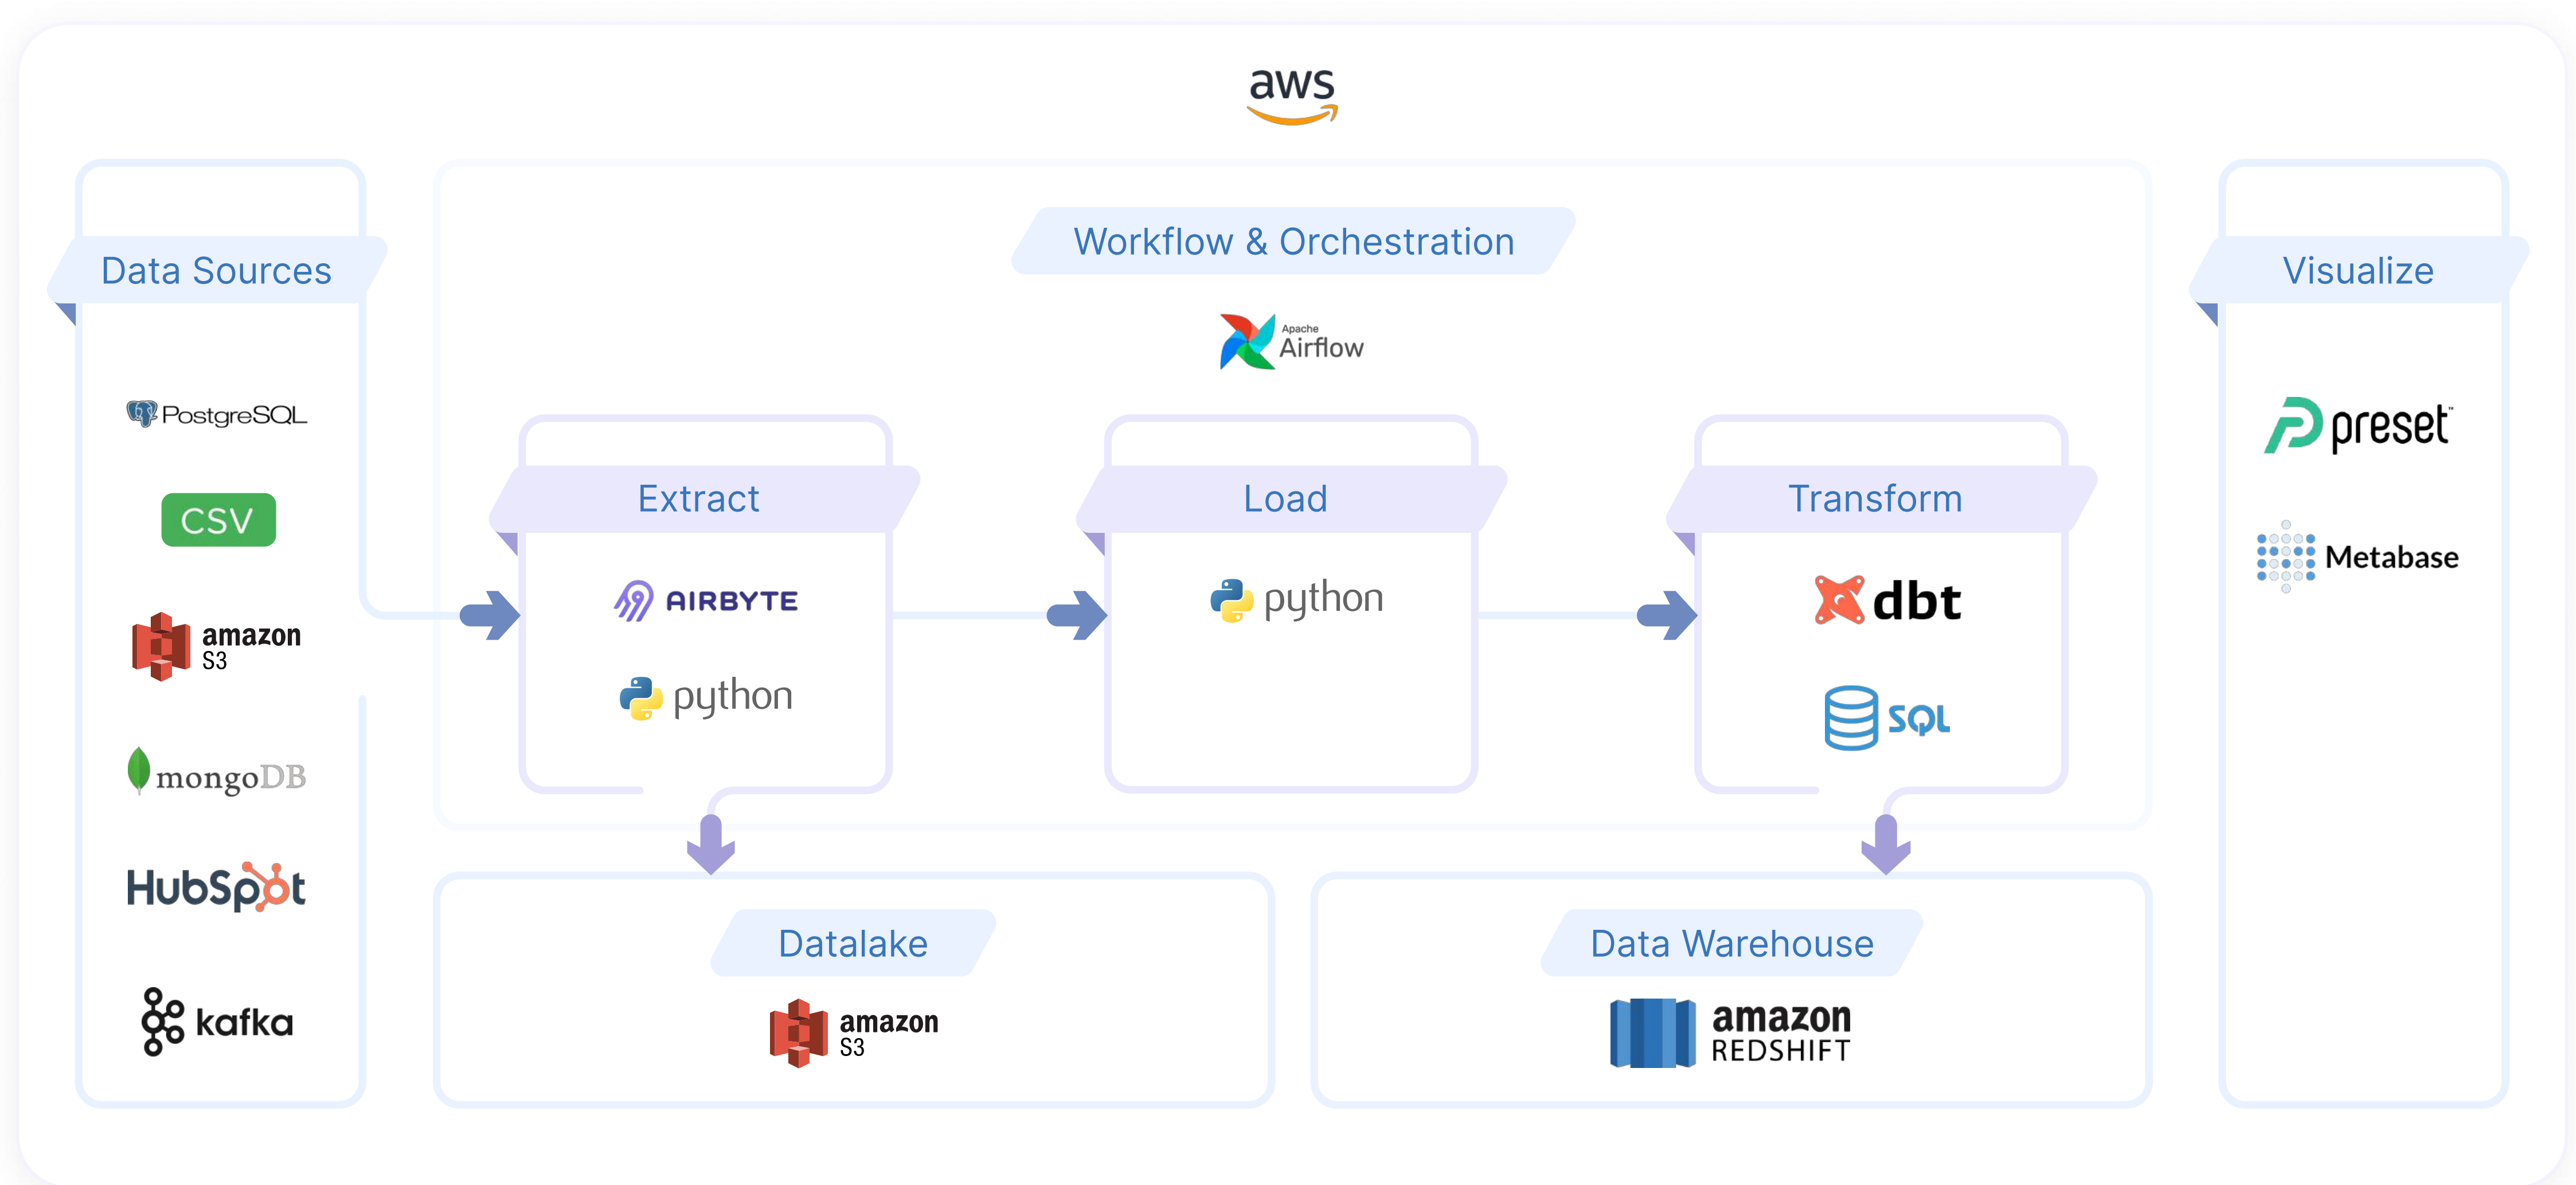 aws
Data Sources
PostgreSQL
CSV
amazon
S3
mongoDB
HubSpot
kafka
Workflow & Orchestration
Apache
Airflow
Extract
AIRBYTE
python
Load
python
Transform
dbt
SQL
Datalake
amazon
S3
Data Warehouse
amazon
REDSHIFT
Visualize
preset™
Metabase